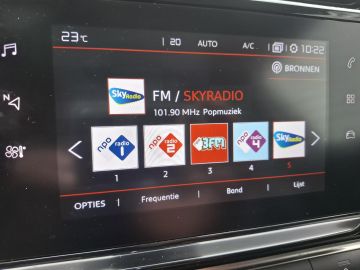 23°C 20 AUTO A/C 10:22
BRONNEN
Sky Radio
FM / SKYRADIO
101.90 MHz Popmuziek
npo radio 1
npo radio 2
npo 3FM
npo radio 4
Sky Radio
1 2 3 4 5
OPTIES Frequentie Band Lijst
N